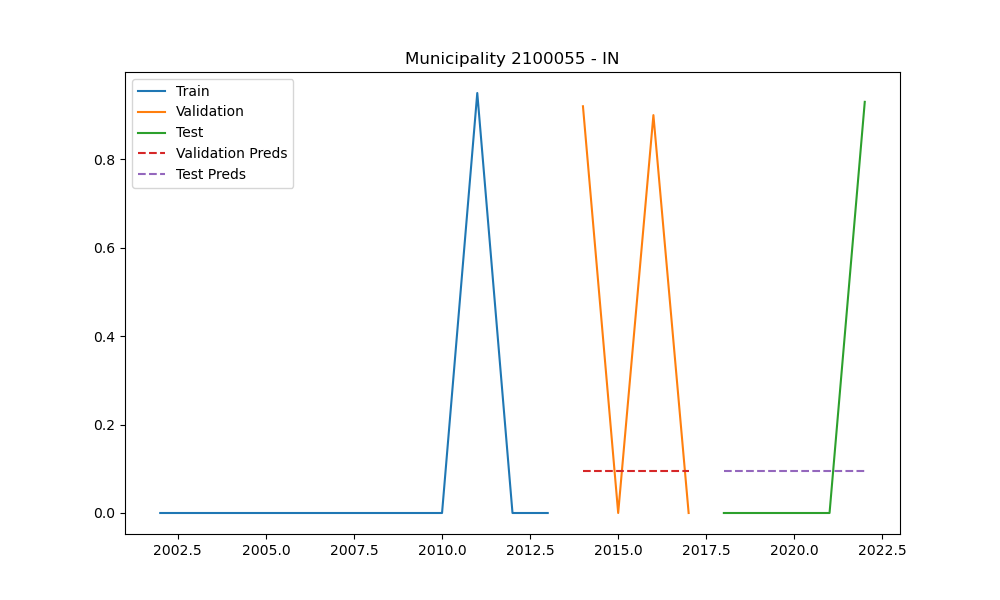 Municipality 2100055 - IN
Train
Validation
Test
Validation Preds
Test Preds
0.8
0.6
0.4
0.2
0.0
2002.5 2005.0 2007.5 2010.0 2012.5 2015.0 2017.5 2020.0 2022.5